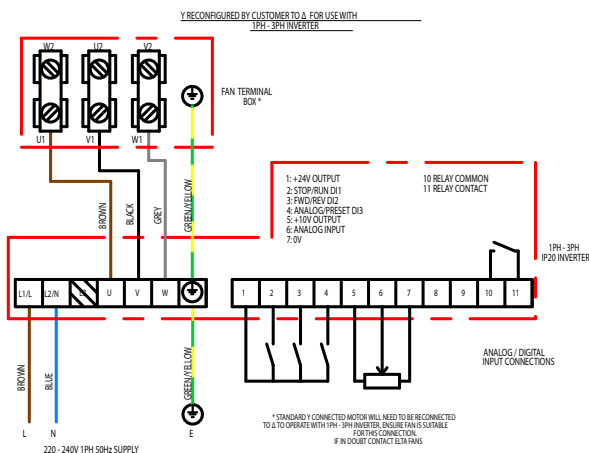 Y RECONFIGURED BY CUSTOMER TO Δ FOR USE WITH
1PH - 3PH INVERTER
W2 U2 V2
U1 V1 W1
FAN TERMINAL
BOX *
BROWN
BLACK
GREY
GREEN/YELLOW
1: +24V OUTPUT
2: STOP/RUN DI1
3: FWD/REV DI2
4: ANALOG/PRESET DI3
5: +10V OUTPUT
6: ANALOG INPUT
7: 0V
10 RELAY COMMON
11 RELAY CONTACT
1PH - 3PH
IP20 INVERTER
L1/L L2/N L3 U V W
1 2 3 4 5 6 7 8 9 10 11
BROWN
BLUE
GREEN/YELLOW
ANALOG / DIGITAL
INPUT CONNECTIONS
L N E
220 - 240V 1PH 50Hz SUPPLY
* STANDARD Y CONNECTED MOTOR WILL NEED TO BE RECONNECTED
TO Δ TO OPERATE WITH 1PH - 3PH INVERTER, ENSURE FAN IS SUITABLE
FOR THIS CONNECTION.
IF IN DOUBT CONTACT ELTA FANS